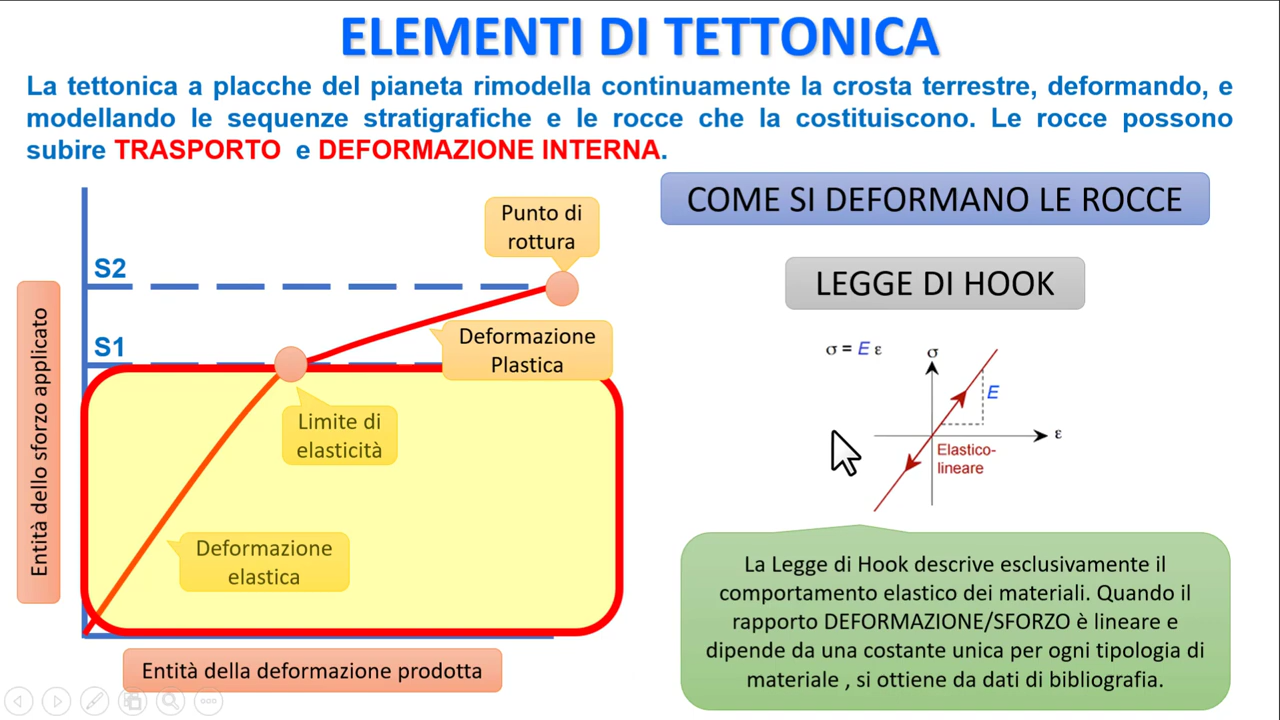 ELEMENTI DI TETTONICA
La tettonica a placche del pianeta rimodella continuamente la crosta terrestre, deformando, e
modellando le sequenze stratigrafiche e le rocce che la costituiscono. Le rocce possono
subire TRASPORTO e DEFORMAZIONE INTERNA.
COME SI DEFORMANO LE ROCCE
Punto di
rottura
S2
S1
Deformazione
Plastica
Limite di
elasticità
Deformazione
elastica
Entità dello sforzo applicato
Entità della deformazione prodotta
LEGGE DI HOOK
σ = E ε
σ
E
ε
Elastico-
lineare
La Legge di Hook descrive esclusivamente il
comportamento elastico dei materiali. Quando il
rapporto DEFORMAZIONE/SFORZO è lineare e
dipende da una costante unica per ogni tipologia di
materiale , si ottiene da dati di bibliografia.